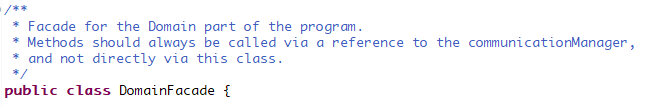 /**
 * Facade for the Domain part of the program.
 * Methods should always be called via a reference to the communicationManager,
 * and not directly via this class.
 */
public class DomainFacade {